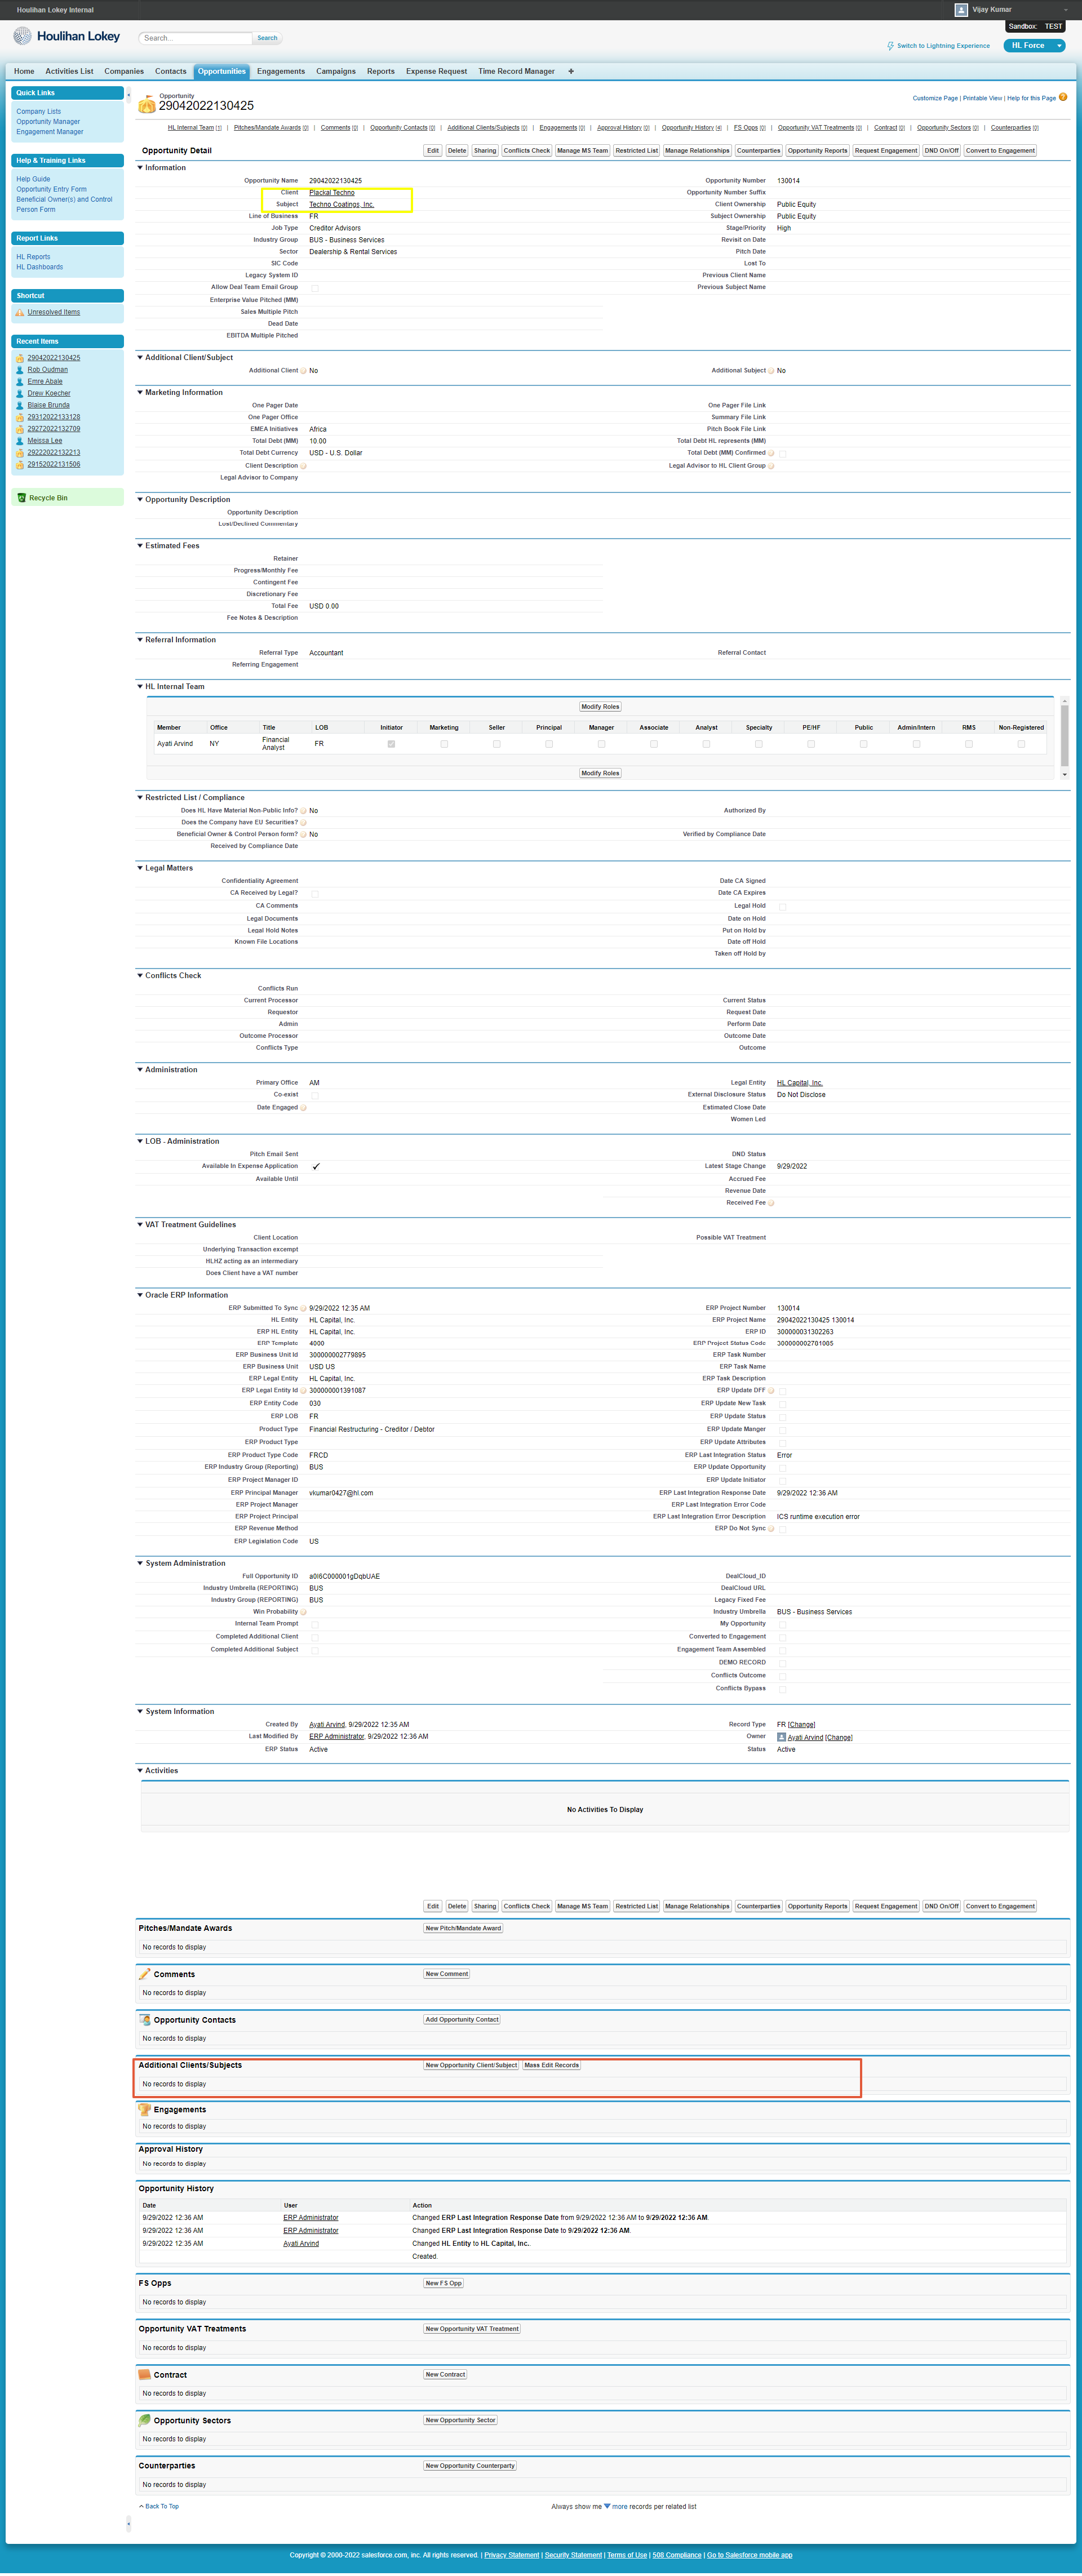 Houlihan Lokey Internal
Vijay Kumar
Sandbox: TEST
Houlihan Lokey
Search...
Search
Switch to Lightning Experience
HL Force
Home Activities List Companies Contacts Opportunities Engagements Campaigns Reports Expense Request Time Record Manager +
Quick Links
Company Lists
Opportunity Manager
Engagement Manager
Help & Training Links
Help Guide
Opportunity Entry Form
Beneficial Owner(s) and Control
Person Form
Report Links
HL Reports
HL Dashboards
Shortcut
Unresolved Items
Recent Items
29042022130425
Rob Oudman
Emre Abale
Drew Koecher
Blaise Brunda
29312022133128
29272022132709
Meissa Lee
29222022132213
29152022131506
Recycle Bin
Opportunity
29042022130425
Customize Page | Printable View | Help for this Page
HL Internal Team [1] | Pitches/Mandate Awards [0] | Comments [0] | Opportunity Contacts [0] | Additional Clients/Subjects [0] | Engagements [0] | Approval History [0] | Opportunity History [4] | FS Opps [0] | Opportunity VAT Treatments [0] | Contract [0] | Opportunity Sectors [0] | Counterparties [0]
Opportunity Detail
Edit Delete Sharing Conflicts Check Manage MS Team Restricted List Manage Relationships Counterparties Opportunity Reports Request Engagement DND On/Off Convert to Engagement
Information
Opportunity Name 29042022130425 Opportunity Number 130014
Client Plackal Techno Opportunity Number Suffix
Subject Techno Coatings, Inc. Client Ownership Public Equity
Line of Business FR Subject Ownership Public Equity
Job Type Creditor Advisors Stage/Priority High
Industry Group BUS - Business Services Revisit on Date
Sector Dealership & Rental Services Pitch Date
SIC Code Lost To
Legacy System ID Previous Client Name
Allow Deal Team Email Group Previous Subject Name
Enterprise Value Pitched (MM)
Sales Multiple Pitch
Dead Date
EBITDA Multiple Pitched
Additional Client/Subject
Additional Client No Additional Subject No
Marketing Information
One Pager Date One Pager File Link
One Pager Office Summary File Link
EMEA Initiatives Africa Pitch Book File Link
Total Debt (MM) 10.00 Total Debt HL represents (MM)
Total Debt Currency USD - U.S. Dollar Total Debt (MM) Confirmed
Client Description Legal Advisor to HL Client Group
Legal Advisor to Company
Opportunity Description
Opportunity Description
Lost/Declined Commentary
Estimated Fees
Retainer
Progress/Monthly Fee
Contingent Fee
Discretionary Fee
Total Fee USD 0.00
Fee Notes & Description
Referral Information
Referral Type Accountant Referral Contact
Referring Engagement
HL Internal Team
Modify Roles
Member Office Title LOB Initiator Marketing Seller Principal Manager Associate Analyst Specialty PE/HF Public Admin/Intern RMS Non-Registered
Ayati Arvind NY Financial Analyst FR
Modify Roles
Restricted List / Compliance
Does HL Have Material Non-Public Info? No Authorized By
Does the Company have EU Securities?
Beneficial Owner & Control Person form? No Verified by Compliance Date
Received by Compliance Date
Legal Matters
Confidentiality Agreement Date CA Signed
CA Received by Legal? Date CA Expires
CA Comments Legal Hold
Legal Documents Date on Hold
Legal Hold Notes Put on Hold by
Known File Locations Date off Hold
Taken off Hold by
Conflicts Check
Conflicts Run
Current Processor Current Status
Requestor Request Date
Admin Perform Date
Outcome Processor Outcome Date
Conflicts Type Outcome
Administration
Primary Office AM Legal Entity HL Capital, Inc.
Co-exist External Disclosure Status Do Not Disclose
Date Engaged Estimated Close Date
Women Led
LOB - Administration
Pitch Email Sent DND Status
Available In Expense Application Latest Stage Change 9/29/2022
Available Until Accrued Fee
Revenue Date
Received Fee
VAT Treatment Guidelines
Client Location Possible VAT Treatment
Underlying Transaction excempt
HLHZ acting as an intermediary
Does Client have a VAT number
Oracle ERP Information
ERP Submitted To Sync 9/29/2022 12:35 AM ERP Project Number 130014
HL Entity HL Capital, Inc. ERP Project Name 29042022130425 130014
ERP HL Entity HL Capital, Inc. ERP ID 300000031302263
ERP Template 4000 ERP Project Status Code 300000002701005
ERP Business Unit Id 300000002779895 ERP Task Number
ERP Business Unit USD US ERP Task Name
ERP Legal Entity HL Capital, Inc. ERP Task Description
ERP Legal Entity Id 300000001391087 ERP Update DFF
ERP Entity Code 030 ERP Update New Task
ERP LOB FR ERP Update Status
Product Type Financial Restructuring - Creditor / Debtor ERP Update Manger
ERP Product Type ERP Update Attributes
ERP Product Type Code FRCD ERP Last Integration Status Error
ERP Industry Group (Reporting) BUS ERP Update Opportunity
ERP Project Manager ID ERP Update Initiator
ERP Principal Manager vkumar0427@hl.com ERP Last Integration Response Date 9/29/2022 12:36 AM
ERP Project Manager ERP Last Integration Error Code
ERP Project Principal ERP Last Integration Error Description ICS runtime execution error
ERP Revenue Method ERP Do Not Sync
ERP Legislation Code US
System Administration
Full Opportunity ID a0I6C000001gDqbUAE DealCloud_ID
Industry Umbrella (REPORTING) BUS DealCloud URL
Industry Group (REPORTING) BUS Legacy Fixed Fee
Win Probability Industry Umbrella BUS - Business Services
Internal Team Prompt My Opportunity
Completed Additional Client Converted to Engagement
Completed Additional Subject Engagement Team Assembled
DEMO RECORD
Conflicts Outcome
Conflicts Bypass
System Information
Created By Ayati Arvind, 9/29/2022 12:35 AM Record Type FR [Change]
Last Modified By ERP Administrator, 9/29/2022 12:36 AM Owner Ayati Arvind [Change]
ERP Status Active Status Active
Activities
No Activities To Display
Edit Delete Sharing Conflicts Check Manage MS Team Restricted List Manage Relationships Counterparties Opportunity Reports Request Engagement DND On/Off Convert to Engagement
Pitches/Mandate Awards New Pitch/Mandate Award
No records to display
Comments New Comment
No records to display
Opportunity Contacts Add Opportunity Contact
No records to display
Additional Clients/Subjects New Opportunity Client/Subject Mass Edit Records
No records to display
Engagements
No records to display
Approval History
No records to display
Opportunity History
Date User Action
9/29/2022 12:36 AM ERP Administrator Changed ERP Last Integration Response Date from 9/29/2022 12:36 AM to 9/29/2022 12:36 AM.
9/29/2022 12:36 AM ERP Administrator Changed ERP Last Integration Response Date to 9/29/2022 12:36 AM.
9/29/2022 12:35 AM Ayati Arvind Changed HL Entity to HL Capital, Inc.
Created.
FS Opps New FS Opp
No records to display
Opportunity VAT Treatments New Opportunity VAT Treatment
No records to display
Contract New Contract
No records to display
Opportunity Sectors New Opportunity Sector
No records to display
Counterparties New Opportunity Counterparty
No records to display
Back To Top
Always show me more records per related list
Copyright © 2000-2022 salesforce.com, inc. All rights reserved. | Privacy Statement | Security Statement | Terms of Use | 508 Compliance | Go to Salesforce mobile app